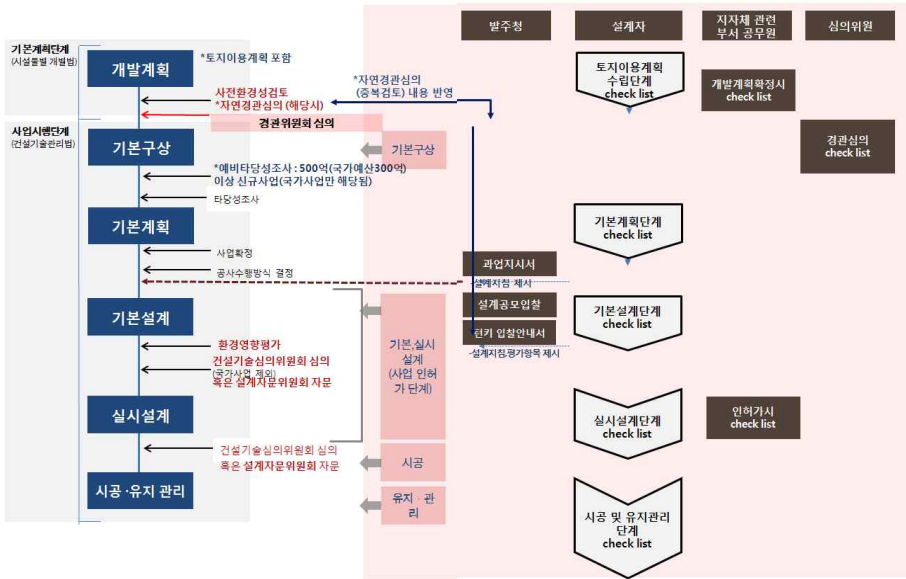 발주청
설계자
지자체 관련
부서 공무원
심의위원
기본계획단계
(시설물별 개별법)
개발계획
*토지이용계획 포함
사전환경성검토
*자연경관심의 (해당시)
*자연경관심의
(중복검토) 내용 반영
경관위원회 심의
토지이용계획
수립단계
check list
개발계획확정시
check list
사업시행단계
(건설기술관리법)
기본구상
기본구상
경관심의
check list
*예비타당성조사 : 500억(국가예산300억)
이상 신규사업(국가사업만 해당됨)
타당성조사
기본계획
기본계획단계
check list
사업확정
공사수행방식 결정
과업지시서
-설계지침 제시
기본설계
설계공모입찰
턴키 입찰안내서
-설계지침,평가항목 제시
기본설계단계
check list
환경영향평가
건설기술심의위원회 심의
(국가사업 제외)
혹은 설계자문위원회 자문
기본,실시
설계
(사업 인허
가 단계)
실시설계
실시설계단계
check list
인허가시
check list
건설기술심의위원회 심의
혹은 설계자문위원회 자문
시공
시공 ·유지 관리
유지 · 관
리
시공 및 유지관리
단계
check list